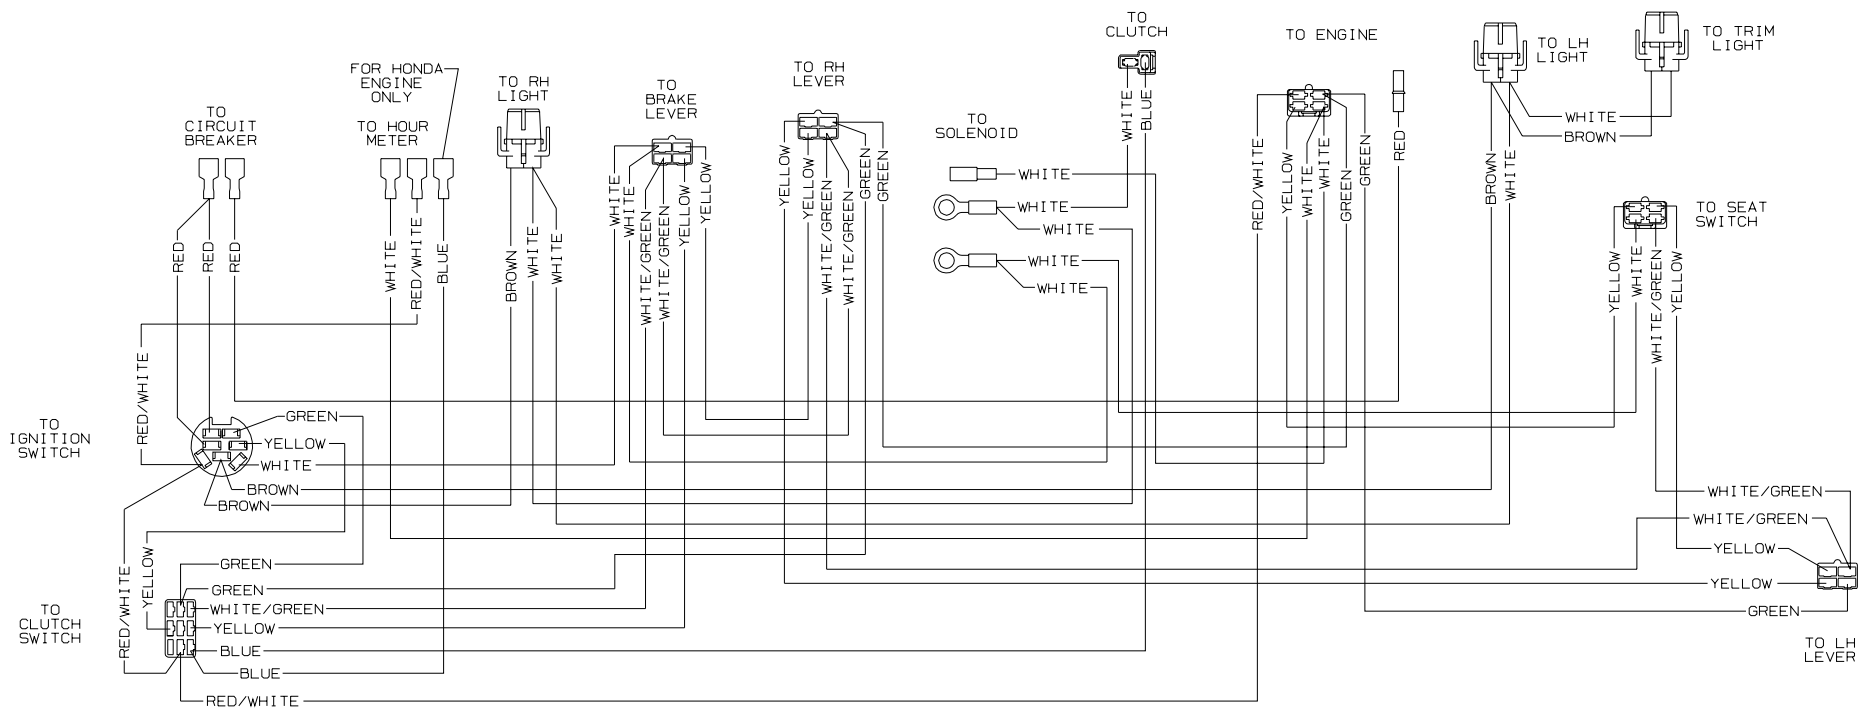 TO
CLUTCH
TO ENGINE
TO LH
LIGHT
TO TRIM
LIGHT
FOR HONDA
ENGINE
ONLY
TO RH
LIGHT
TO
BRAKE
LEVER
TO RH
LEVER
TO
CIRCUIT
BREAKER
TO HOUR
METER
TO
SOLENOID
WHITE
BLUE
WHITE
BROWN
RED
WHITE
WHITE
WHITE
WHITE
WHITE
TO SEAT
SWITCH
RED
RED
RED
WHITE
RED/WHITE
BLUE
BROWN
WHITE
WHITE
WHITE
WHITE
WHITE/GREEN
WHITE/GREEN
YELLOW
YELLOW
YELLOW
YELLOW
WHITE/GREEN
WHITE/GREEN
GREEN
GREEN
RED/WHITE
YELLOW
WHITE
WHITE
GREEN
GREEN
BROWN
WHITE
YELLOW
WHITE
WHITE/GREEN
YELLOW
RED/WHITE
TO
IGNITION
SWITCH
GREEN
YELLOW
WHITE
BROWN
BROWN
WHITE/GREEN
WHITE/GREEN
YELLOW
YELLOW
GREEN
TO LH
LEVER
RED/WHITE
YELLOW
TO
CLUTCH
SWITCH
GREEN
GREEN
WHITE/GREEN
YELLOW
BLUE
BLUE
RED/WHITE